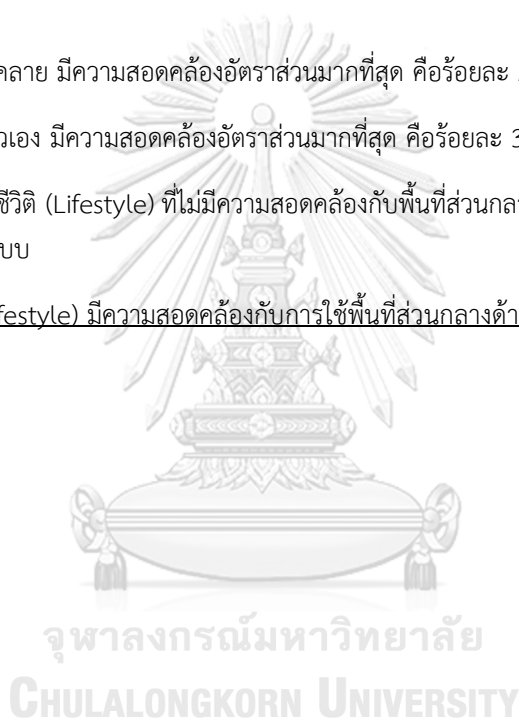 คลาย มีความสอดคล้องอัตราส่วนมากที่สุด คือร้อยละ
วเอง มีความสอดคล้องอัตราส่วนมากที่สุด คือร้อยละ 3
ชีวิติ (Lifestyle) ที่ไม่มีความสอดคล้องกับพื้นที่ส่วนกลา
บบ
festyle) มีความสอดคล้องกับการใช้พื้นที่ส่วนกลางด้า
จุฬาลงกรณ์มหาวิทยาลัย
CHULALONGKORN UNIVERSITY